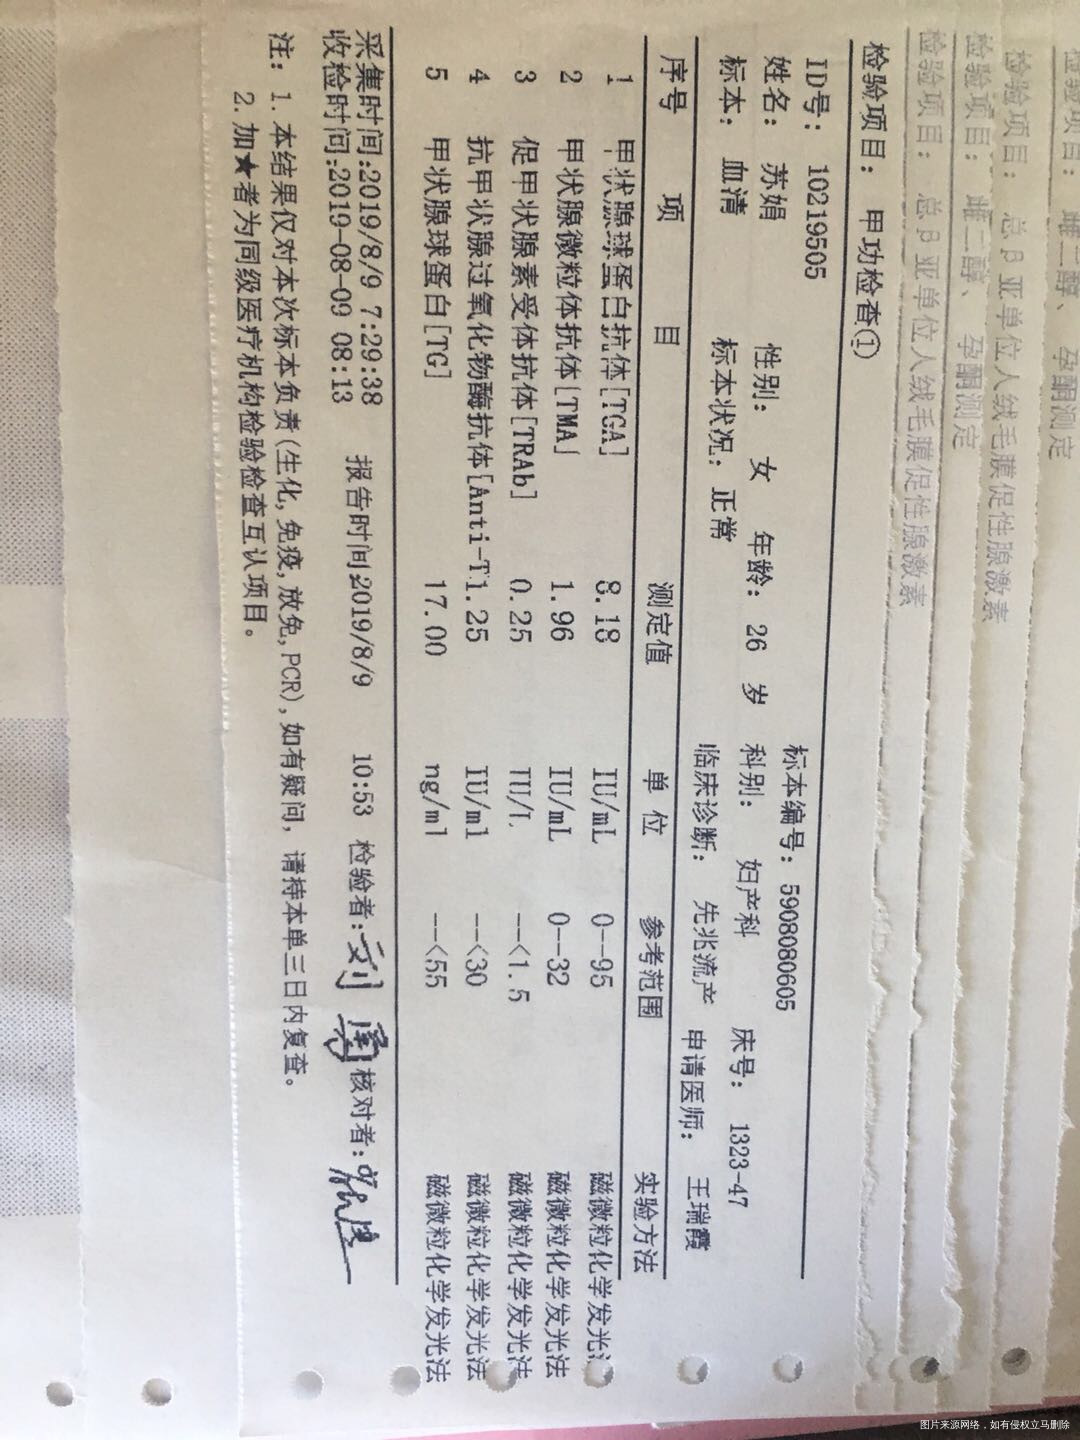 检验项目: 雌二醇、 孕酮测定
检验项目: 总β亚单位人绒毛膜促性腺激素
检验项目: 雌二醇、 孕酮测定
检验项目: 总β亚单位人绒毛膜促性腺激素
检验项目: 甲功检查①
ID号: 10219505 标本编号: 5908080605
姓名: 苏娟 性别: 女 年龄: 26 岁 科别: 妇产科 床号: 1323-47
标本: 血清 标本状况: 正常 临床诊断: 先兆流产 申请医师: 王瑞霞
序号 项 目 测定值 单位 参考范围 实验方法
1 甲状腺球蛋白抗体[TGA] 8.18 IU/mL 0--95 磁微粒化学发光法
2 甲状腺微粒体抗体[TMA] 1.96 IU/mL 0--32 磁微粒化学发光法
3 促甲状腺素受体抗体[TRAb] 0.25 IU/L --<1.5 磁微粒化学发光法
4 抗甲状腺过氧化物酶抗体[Anti-T1.25 IU/ml --<30 磁微粒化学发光法
5 甲状腺球蛋白[TG] 17.00 ng/ml --<55 磁微粒化学发光法
采集时间:2019/8/9 7:29:38 报告时间2019/8/9 10:53 检验者: 核对者:
收检时间:2019-08-09 08:13
注: 1.本结果仅对本次标本负责(生化,免疫,放免,PCR),如有疑问, 请持本单三日内复查。
2.加★者为同级医疗机构检验检查互认项目。
图片来源网络，如有侵权立马删除